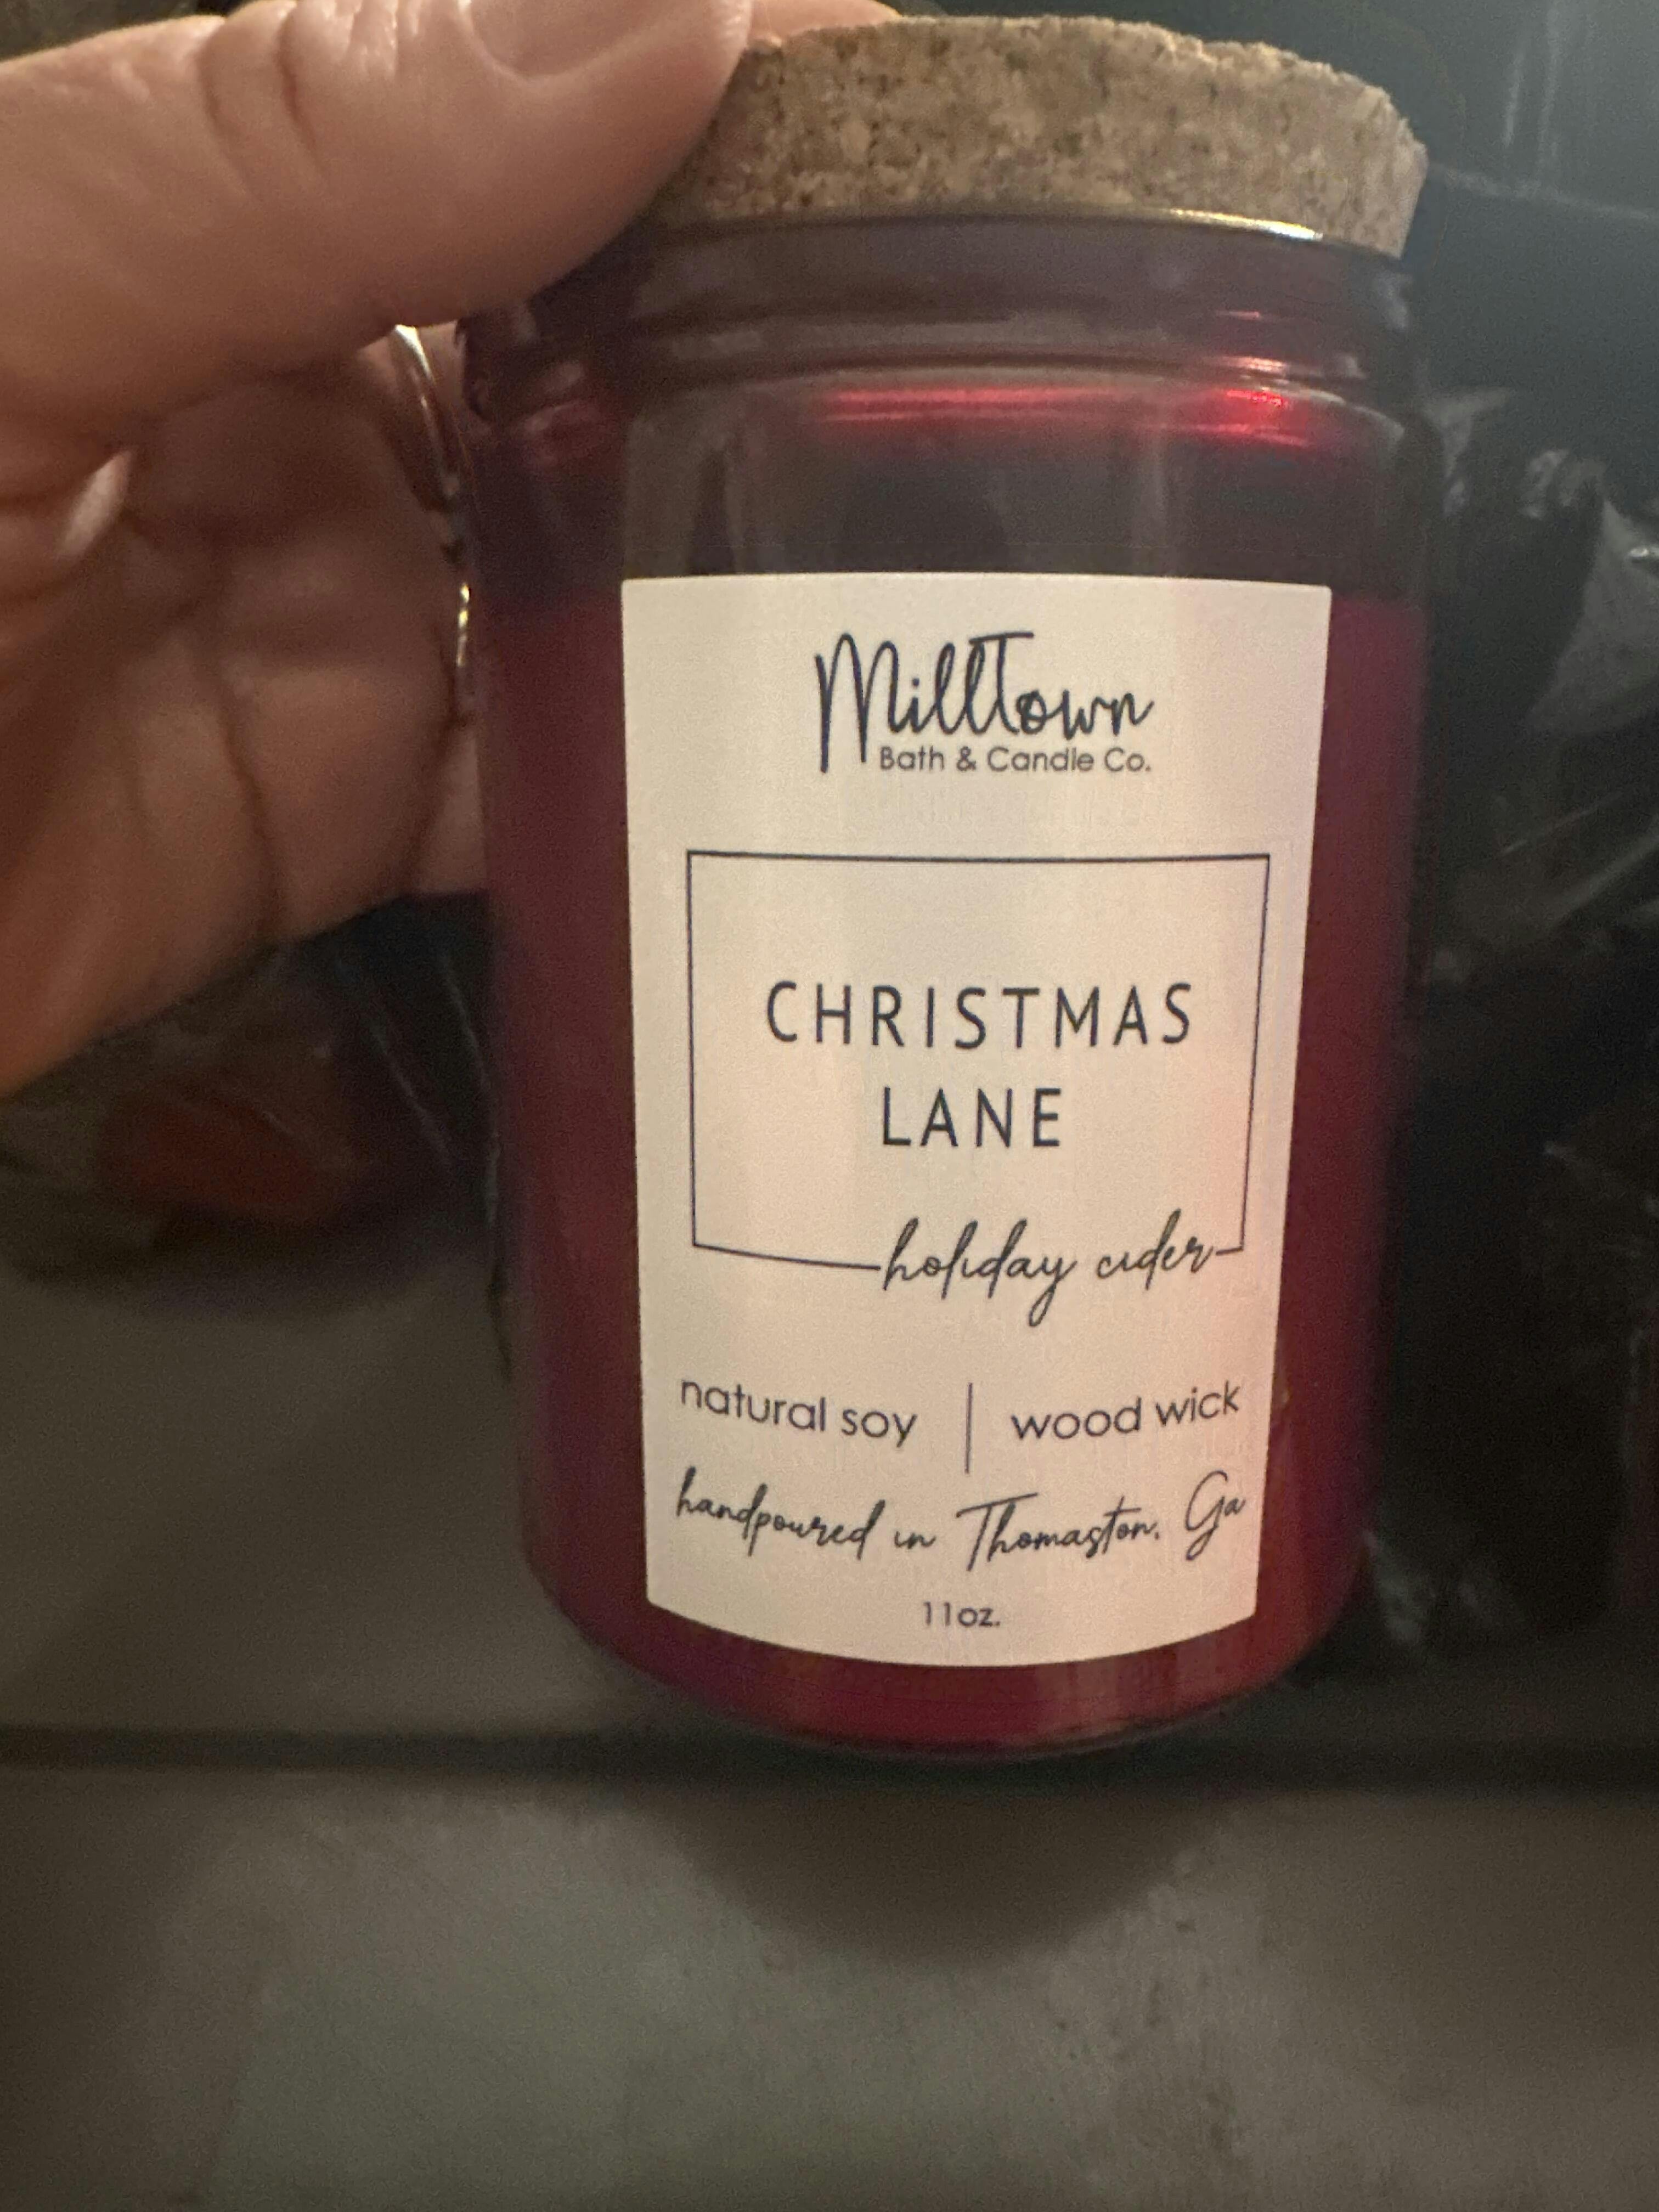 MillTown
Bath & Candle Co.
CHRISTMAS
LANE
holiday cider
natural soy | wood wick
handpoured in Thomaston, Ga
11oz.